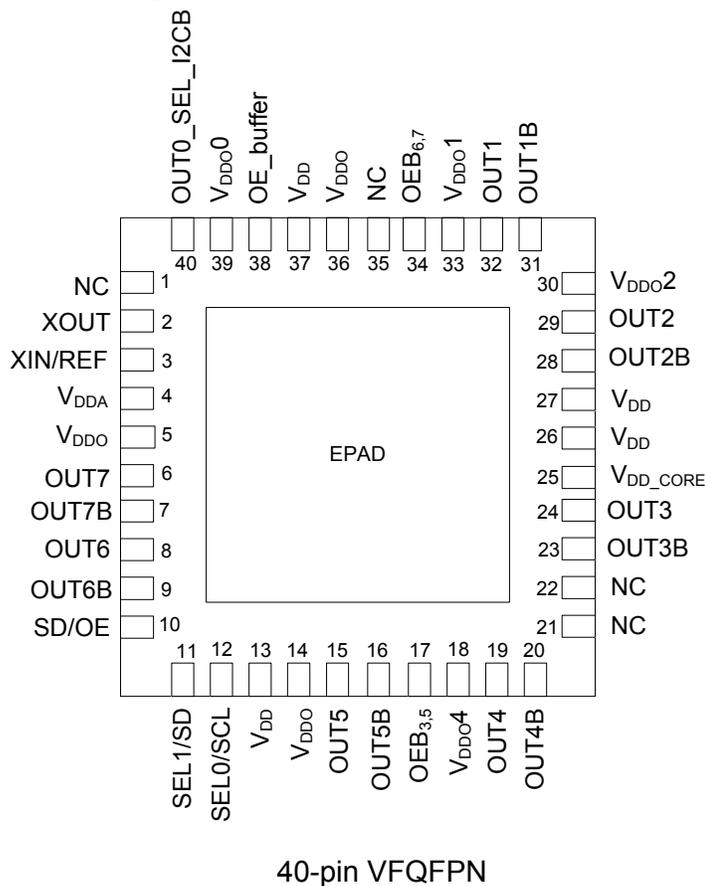 OUT0_SEL_I2CB
VDDO0
OE_buffer
VDD
VDDO
NC
OEB6,7
VDDO1
OUT1
OUT1B
40 39 38 37 36 35 34 33 32 31
NC 1
XOUT 2
XIN/REF 3
VDDA 4
VDDO 5
OUT7 6
OUT7B 7
OUT6 8
OUT6B 9
SD/OE 10
EPAD
30 VDDO2
29 OUT2
28 OUT2B
27 VDD
26 VDD
25 VDD_CORE
24 OUT3
23 OUT3B
22 NC
21 NC
11 12 13 14 15 16 17 18 19 20
SEL1/SD
SEL0/SCL
VDD
VDDO
OUT5
OUT5B
OEB3,5
VDDO4
OUT4
OUT4B
40-pin VFQFPN